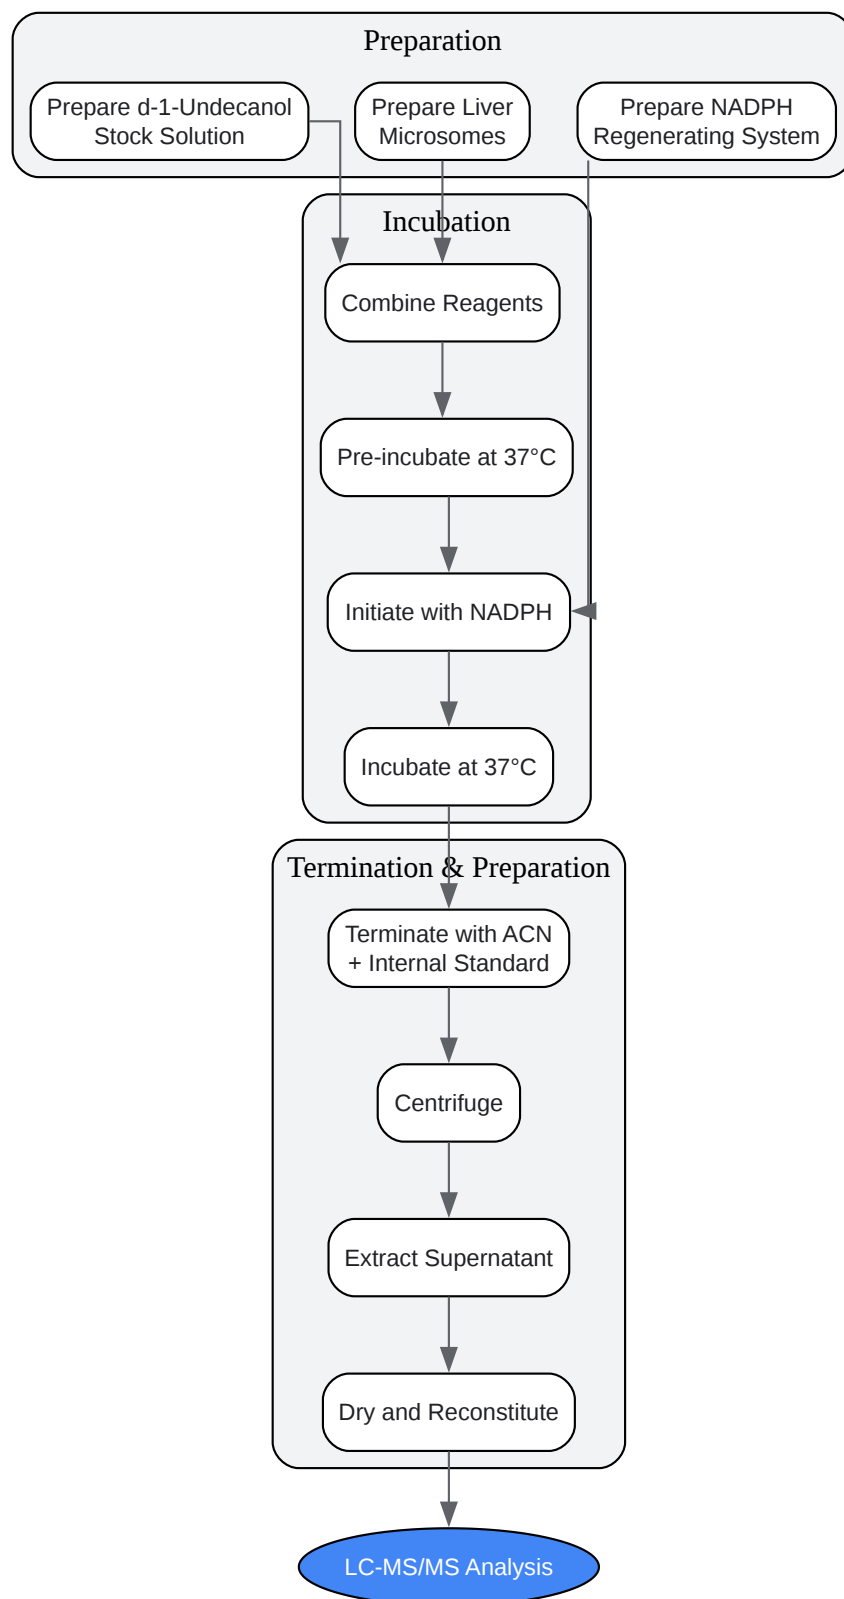 Preparation
Prepare d-1-Undecanol
Stock Solution
Prepare Liver
Microsomes
Prepare NADPH
Regenerating System
Incubation
Combine Reagents
Pre-incubate at 37°C
Initiate with NADPH
Incubate at 37°C
Termination & Preparation
Terminate with ACN
+ Internal Standard
Centrifuge
Extract Supernatant
Dry and Reconstitute
LC-MS/MS Analysis